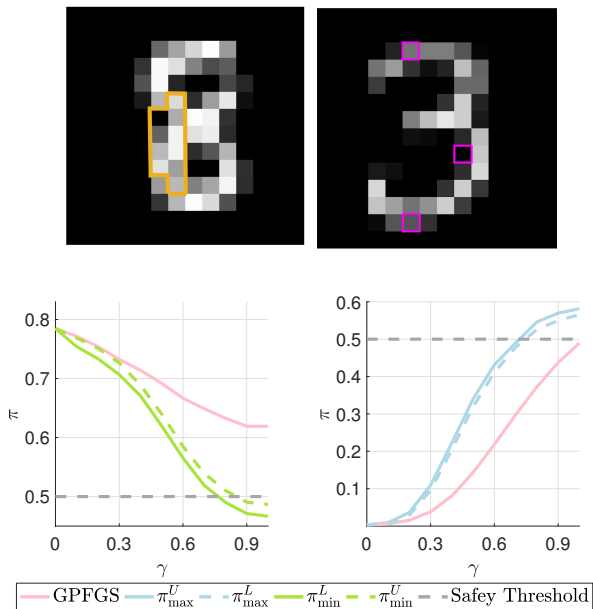 0.8
0.7
0.6
0.5
π
0 0.3 0.6 0.9
γ
0.6
0.5
0.4
0.3
0.2
0.1
π
0 0.3 0.6 0.9
γ
GPFGS π^U_max π^L_max π^L_min π^U_min Safey Threshold